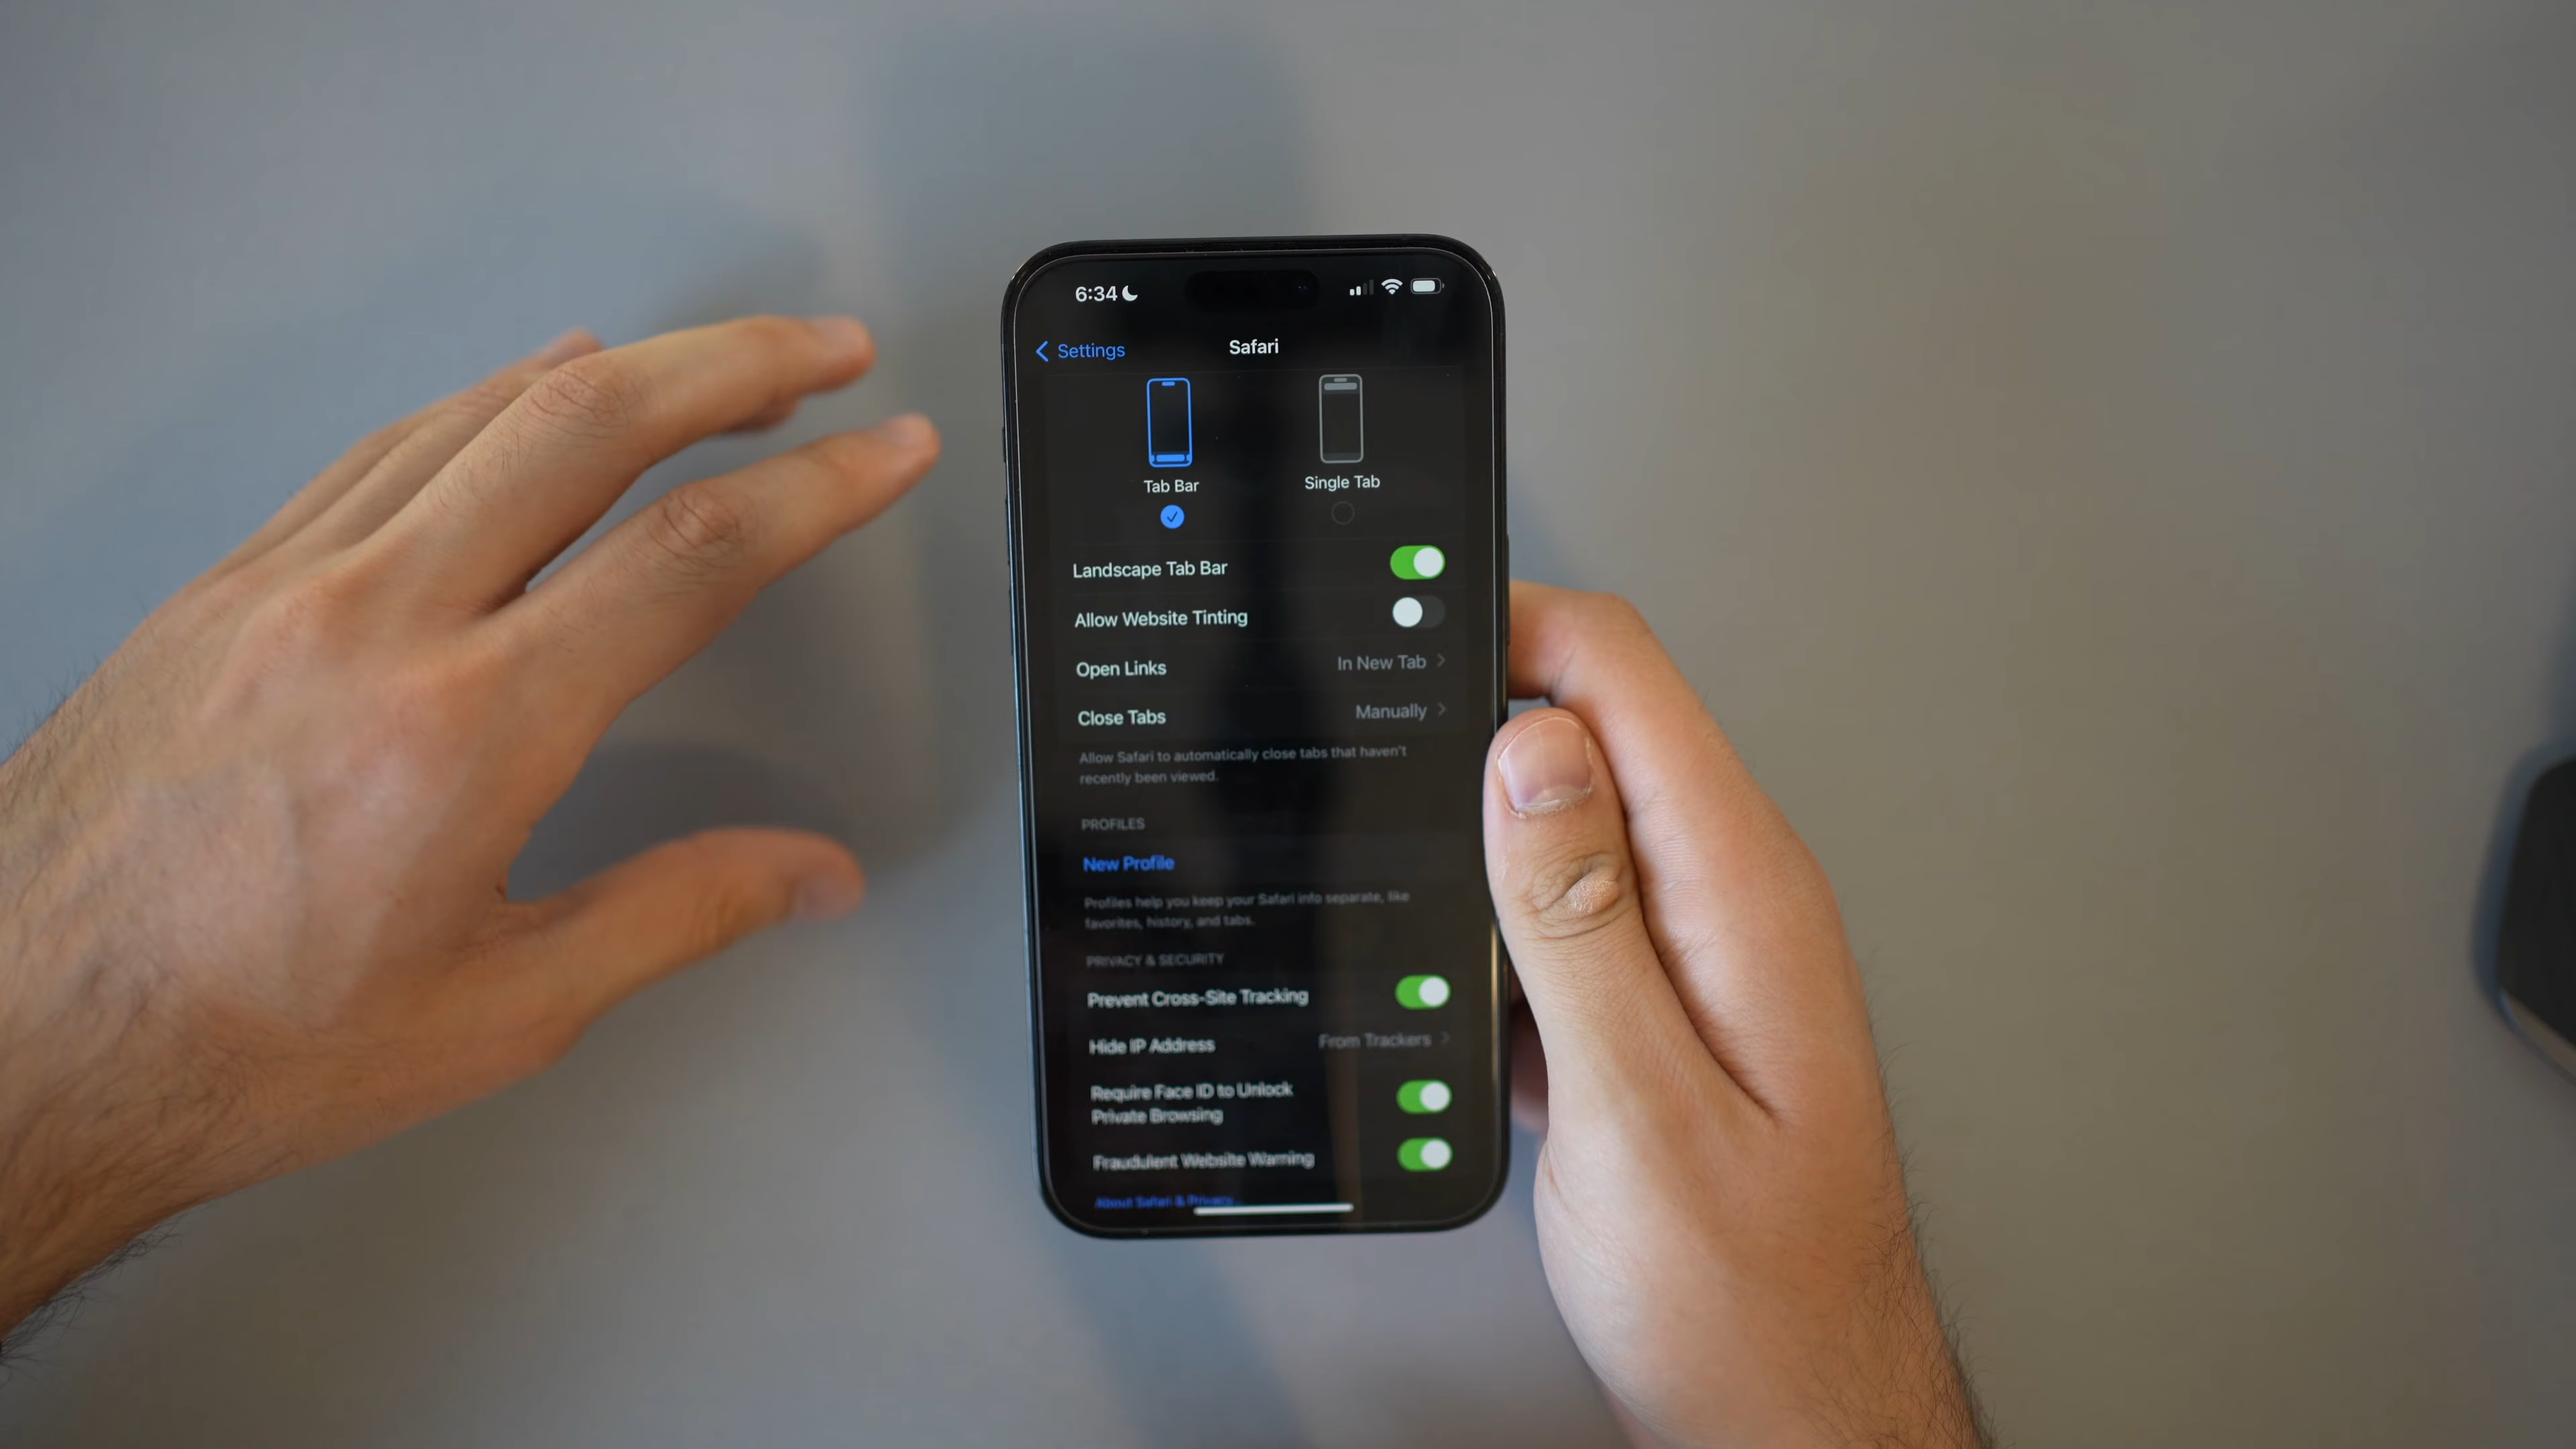 6:34
Settings
Safari
Tab Bar
Single Tab
Landscape Tab Bar
Allow Website Tinting
Open Links
In New Tab
Close Tabs
Manually
Allow Safari to automatically close tabs that haven't
recently been viewed.
PROFILES
New Profile
Profiles help you keep your Safari info separate, like
favorites, history, and tabs.
PRIVACY & SECURITY
Prevent Cross-Site Tracking
Hide IP Address
From Trackers
Require Face ID to Unlock
Private Browsing
Fraudulent Website Warning
About Safari & Privacy...